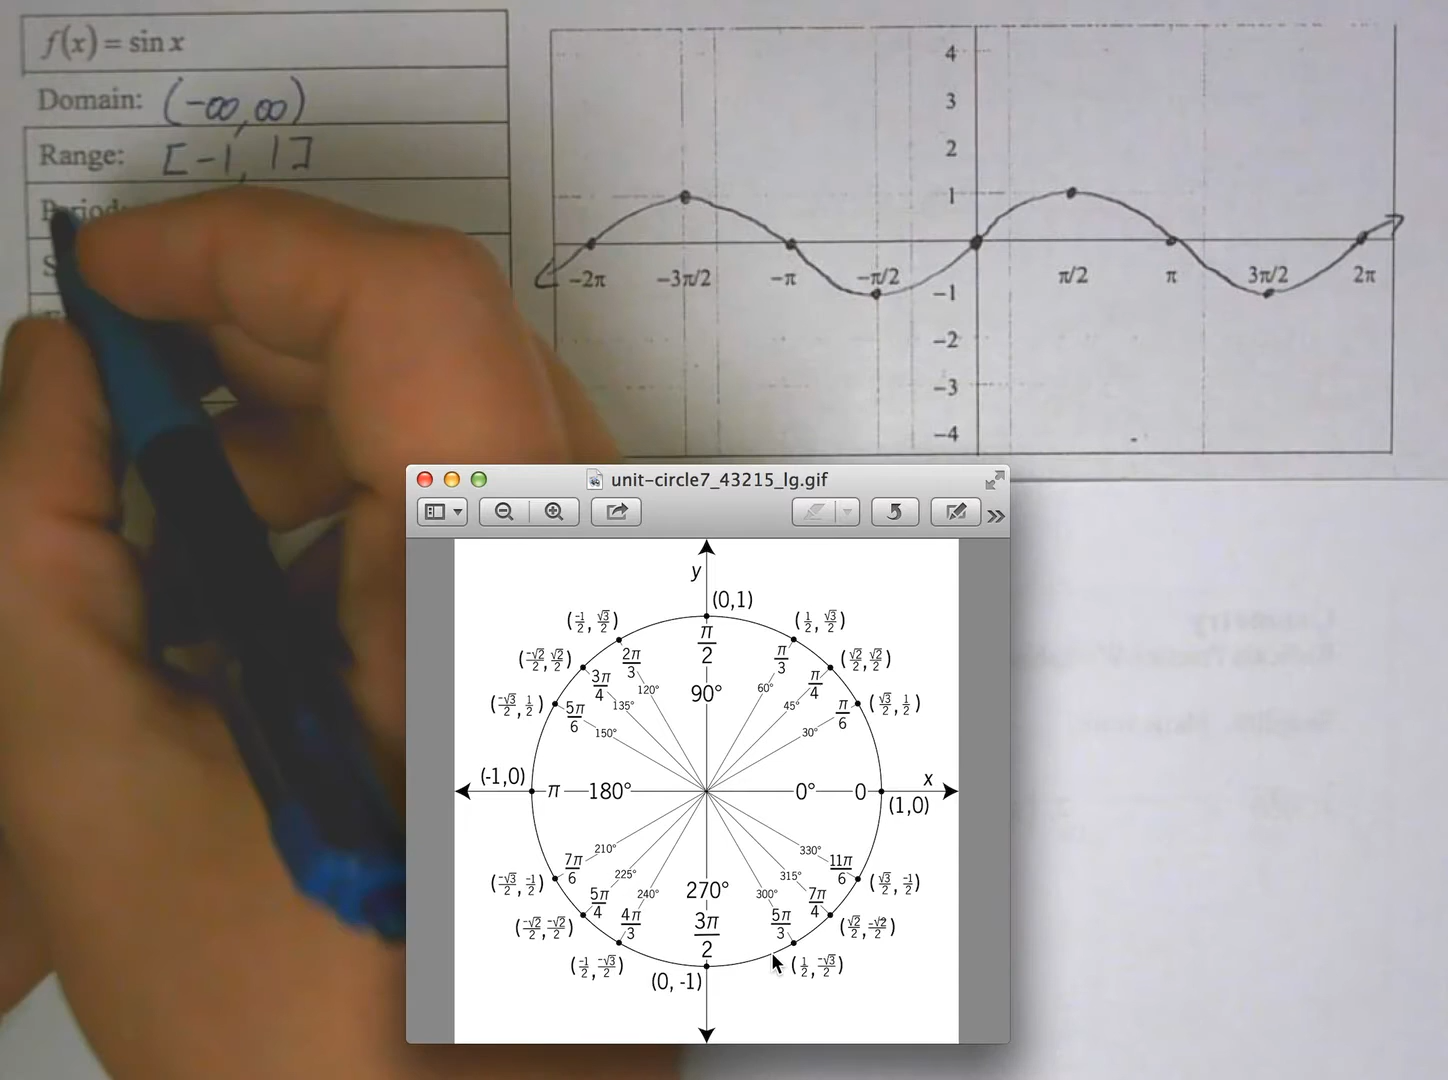 f(x) = sin x
Domain: (-∞, ∞)
Range: [-1, 1]
Period:
4
3
2
1
-2π -3π/2 -π -π/2 π/2 π 3π/2 2π
-1
-2
-3
-4
unit-circle7_43215_lg.gif
y
(0,1)
(-1/2, √3/2) (1/2, √3/2)
π/2
2π/3 π/3
(-√2/2, √2/2) (√2/2, √2/2)
3π/4 120° 90° 60° π/4
(-√3/2, 1/2) 135° 45° (√3/2, 1/2)
5π/6 150° 30° π/6
(-1,0) x
π 180° 0° 0
(1,0)
210° 330°
7π/6 11π/6
(-√3/2, -1/2) 225° 315° (√3/2, -1/2)
5π/4 240° 270° 300° 7π/4
(-√2/2, -√2/2) (√2/2, -√2/2)
4π/3 3π/2 5π/3
(-1/2, -√3/2) (1/2, -√3/2)
(0, -1)